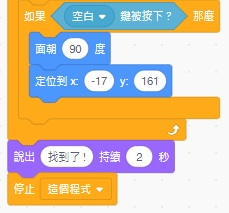 如果 空白 鍵被按下？ 那麼
面朝 90 度
定位到 x: -17 y: 161
說出 找到了! 持續 2 秒
停止 這個程式